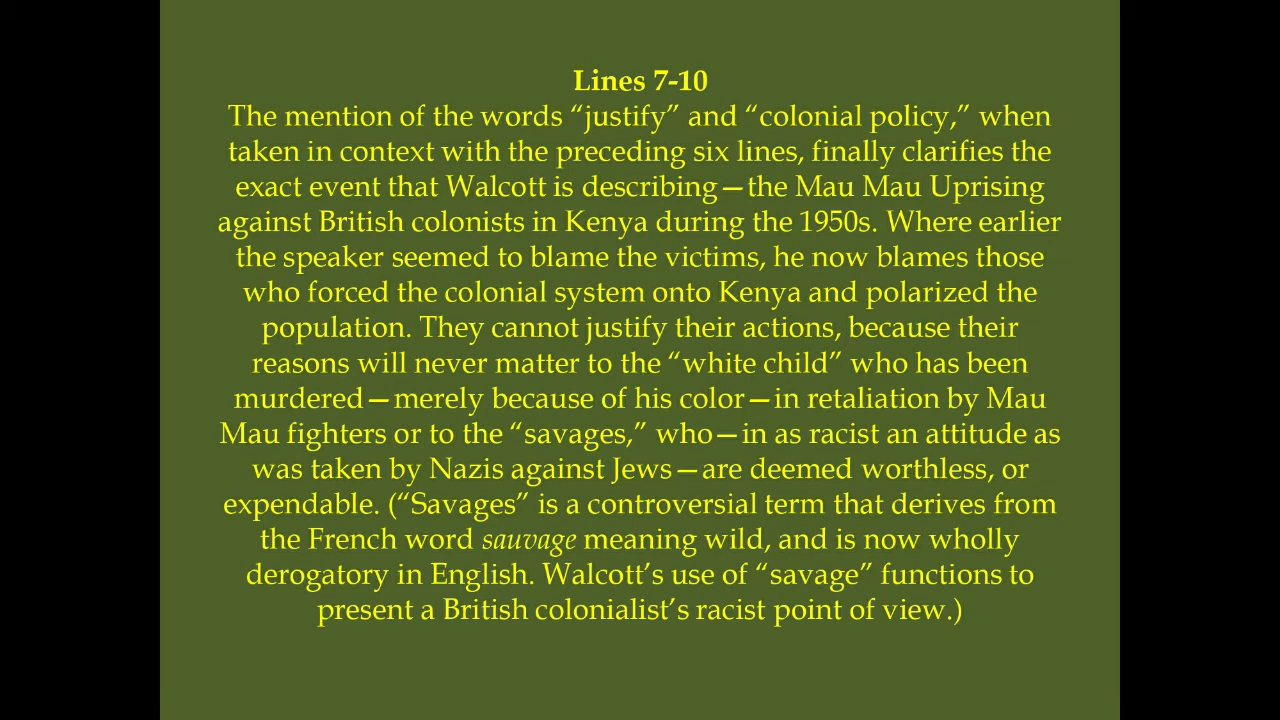 Lines 7-10
The mention of the words “justify” and “colonial policy,” when
taken in context with the preceding six lines, finally clarifies the
exact event that Walcott is describing—the Mau Mau Uprising
against British colonists in Kenya during the 1950s. Where earlier
the speaker seemed to blame the victims, he now blames those
who forced the colonial system onto Kenya and polarized the
population. They cannot justify their actions, because their
reasons will never matter to the “white child” who has been
murdered—merely because of his color—in retaliation by Mau
Mau fighters or to the “savages,” who—in as racist an attitude as
was taken by Nazis against Jews—are deemed worthless, or
expendable. (“Savages” is a controversial term that derives from
the French word sauvage meaning wild, and is now wholly
derogatory in English. Walcott’s use of “savage” functions to
present a British colonialist’s racist point of view.)